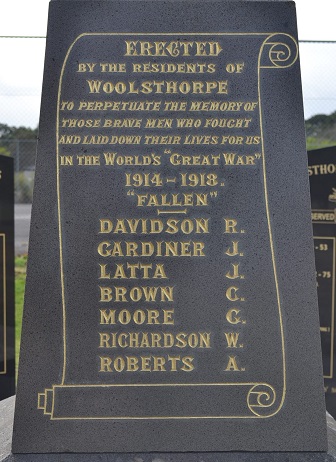 ERECTED
BY THE RESIDENTS OF
WOOLSTHORPE
TO PERPETUATE THE MEMORY OF
THOSE BRAVE MEN WHO FOUGHT
AND LAID DOWN THEIR LIVES FOR US
IN THE WORLD'S "GREAT WAR"
1914-1918.
"FALLEN"
DAVIDSON R.
GARDINER J.
LATTA J.
BROWN C.
MOORE G.
RICHARDSON W.
ROBERTS A.